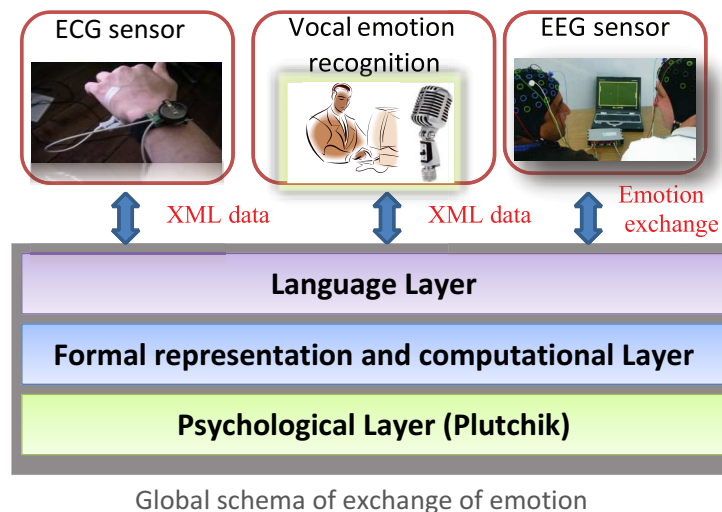 ECG sensor
Vocal emotion
recognition
EEG sensor
XML data
XML data
Emotion
exchange
Language Layer
Formal representation and computational Layer
Psychological Layer (Plutchik)
Global schema of exchange of emotion